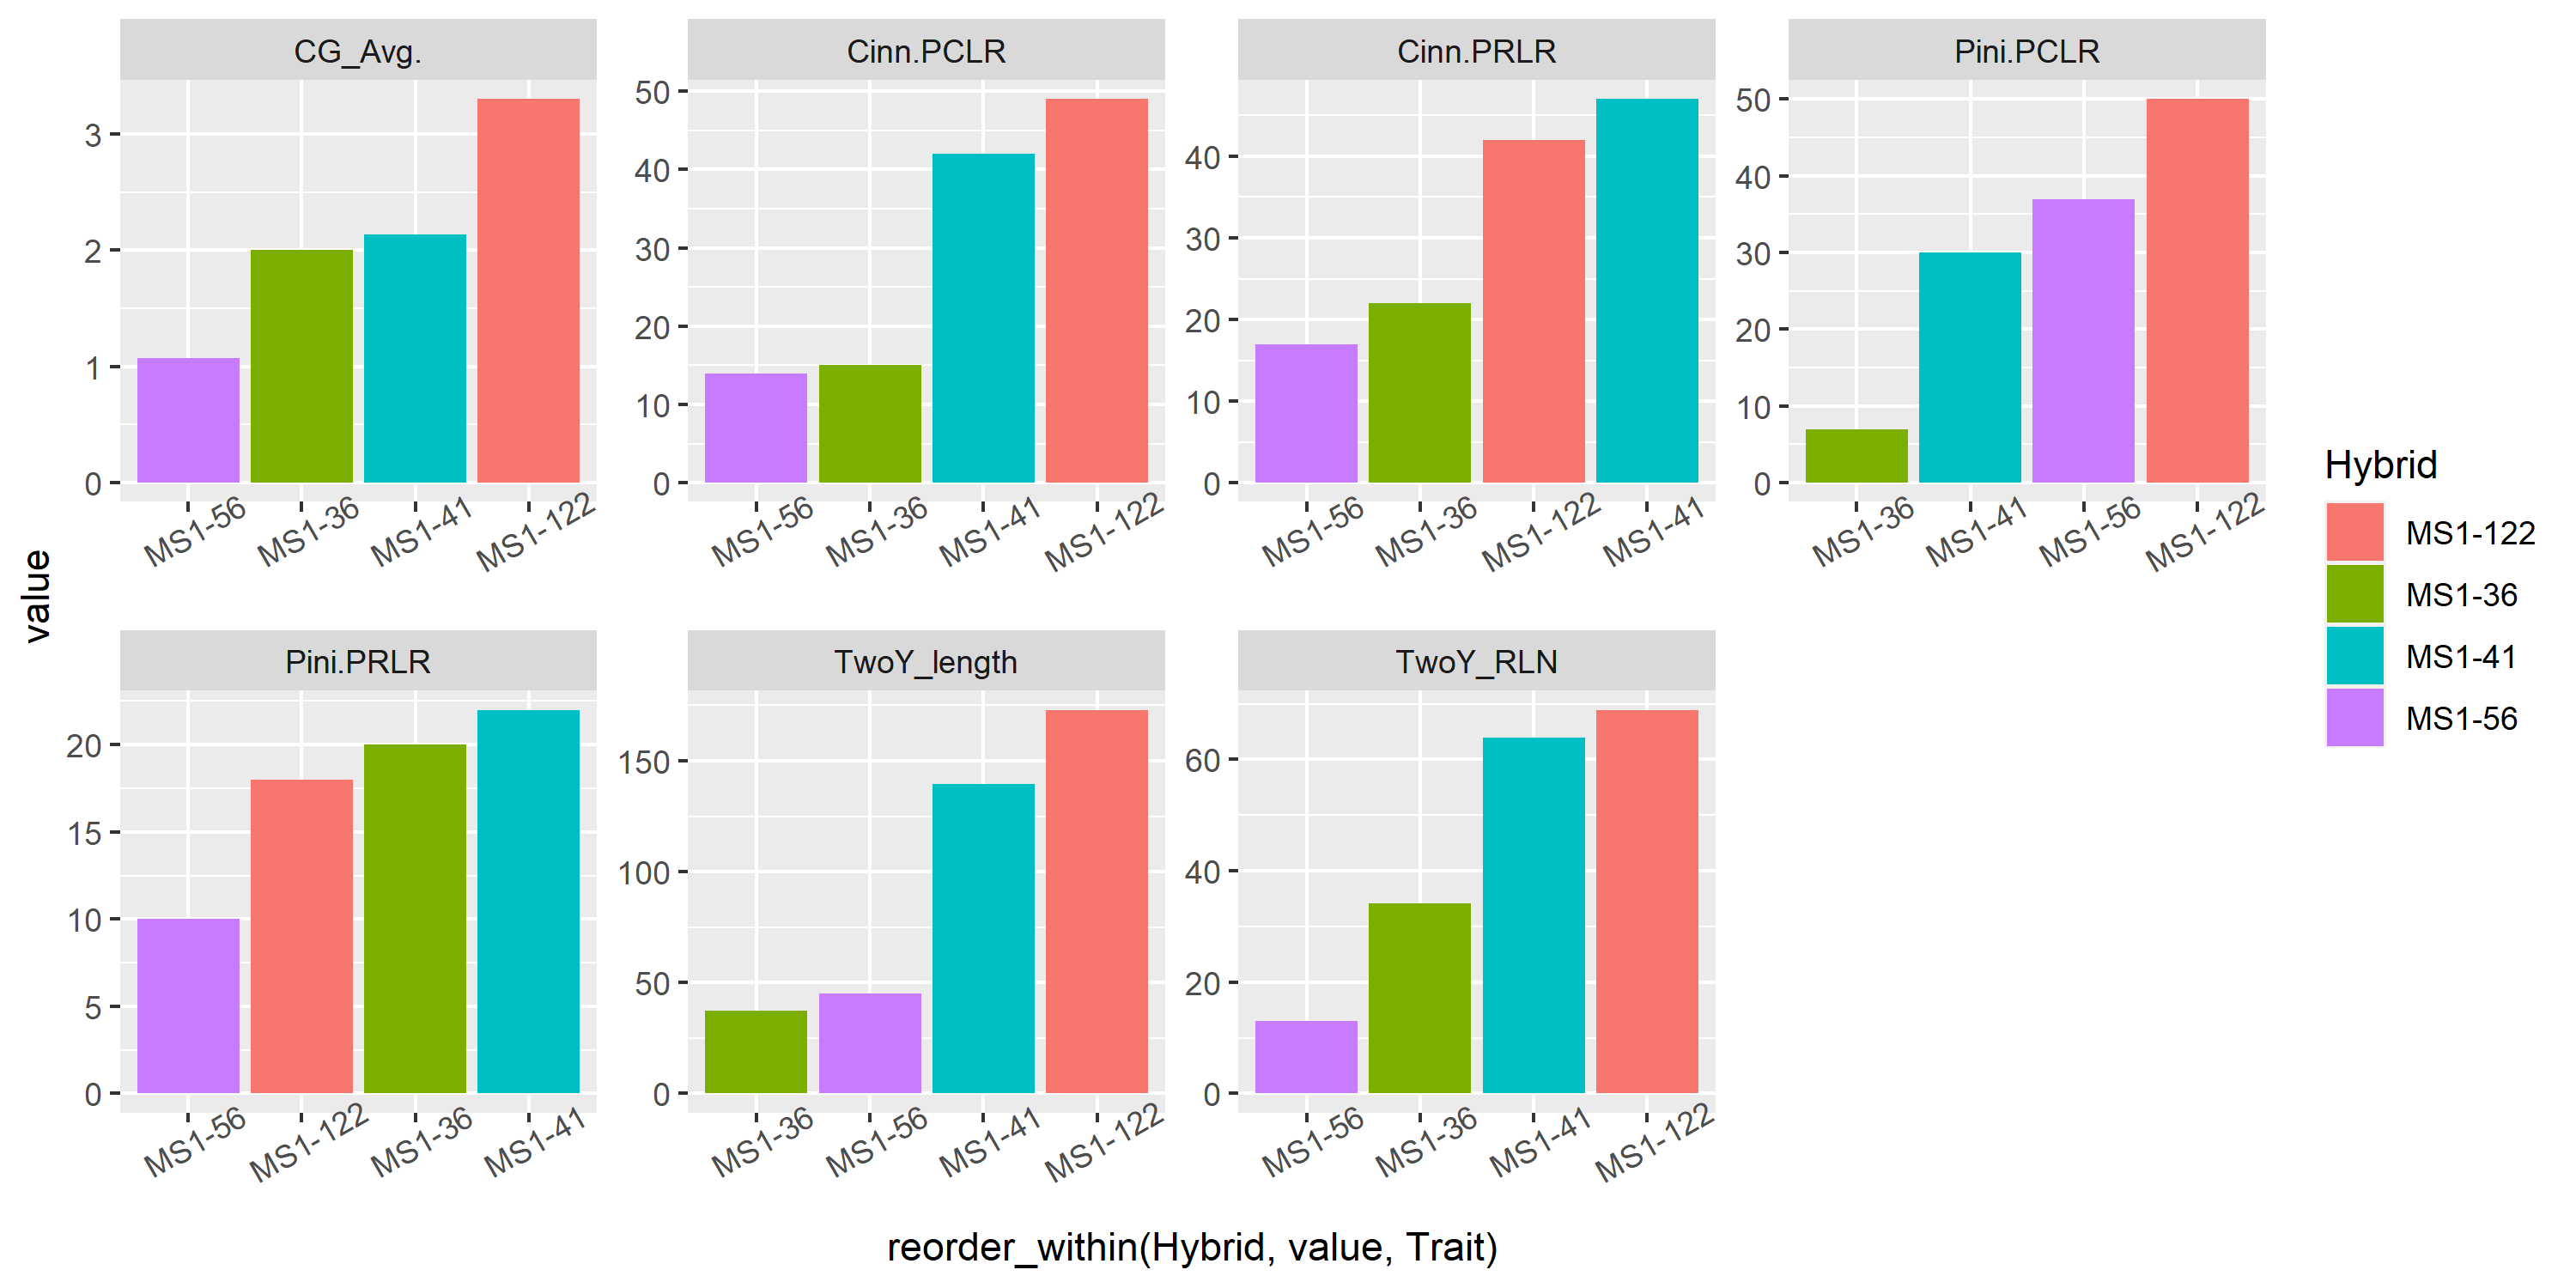 CG_Avg.
Cinn.PCLR
Cinn.PRLR
Pini.PCLR
3
2
1
0
50
40
30
20
10
0
40
30
20
10
0
50
40
30
20
10
0
MS1-56 MS1-36 MS1-41 MS1-122
MS1-56 MS1-36 MS1-41 MS1-122
MS1-56 MS1-36 MS1-122 MS1-41
MS1-36 MS1-41 MS1-56 MS1-122
value
Pini.PRLR
TwoY_length
TwoY_RLN
20
15
10
5
0
150
100
50
0
60
40
20
0
MS1-56 MS1-122 MS1-36 MS1-41
MS1-36 MS1-56 MS1-41 MS1-122
MS1-56 MS1-36 MS1-41 MS1-122
reorder_within(Hybrid, value, Trait)
Hybrid
MS1-122
MS1-36
MS1-41
MS1-56